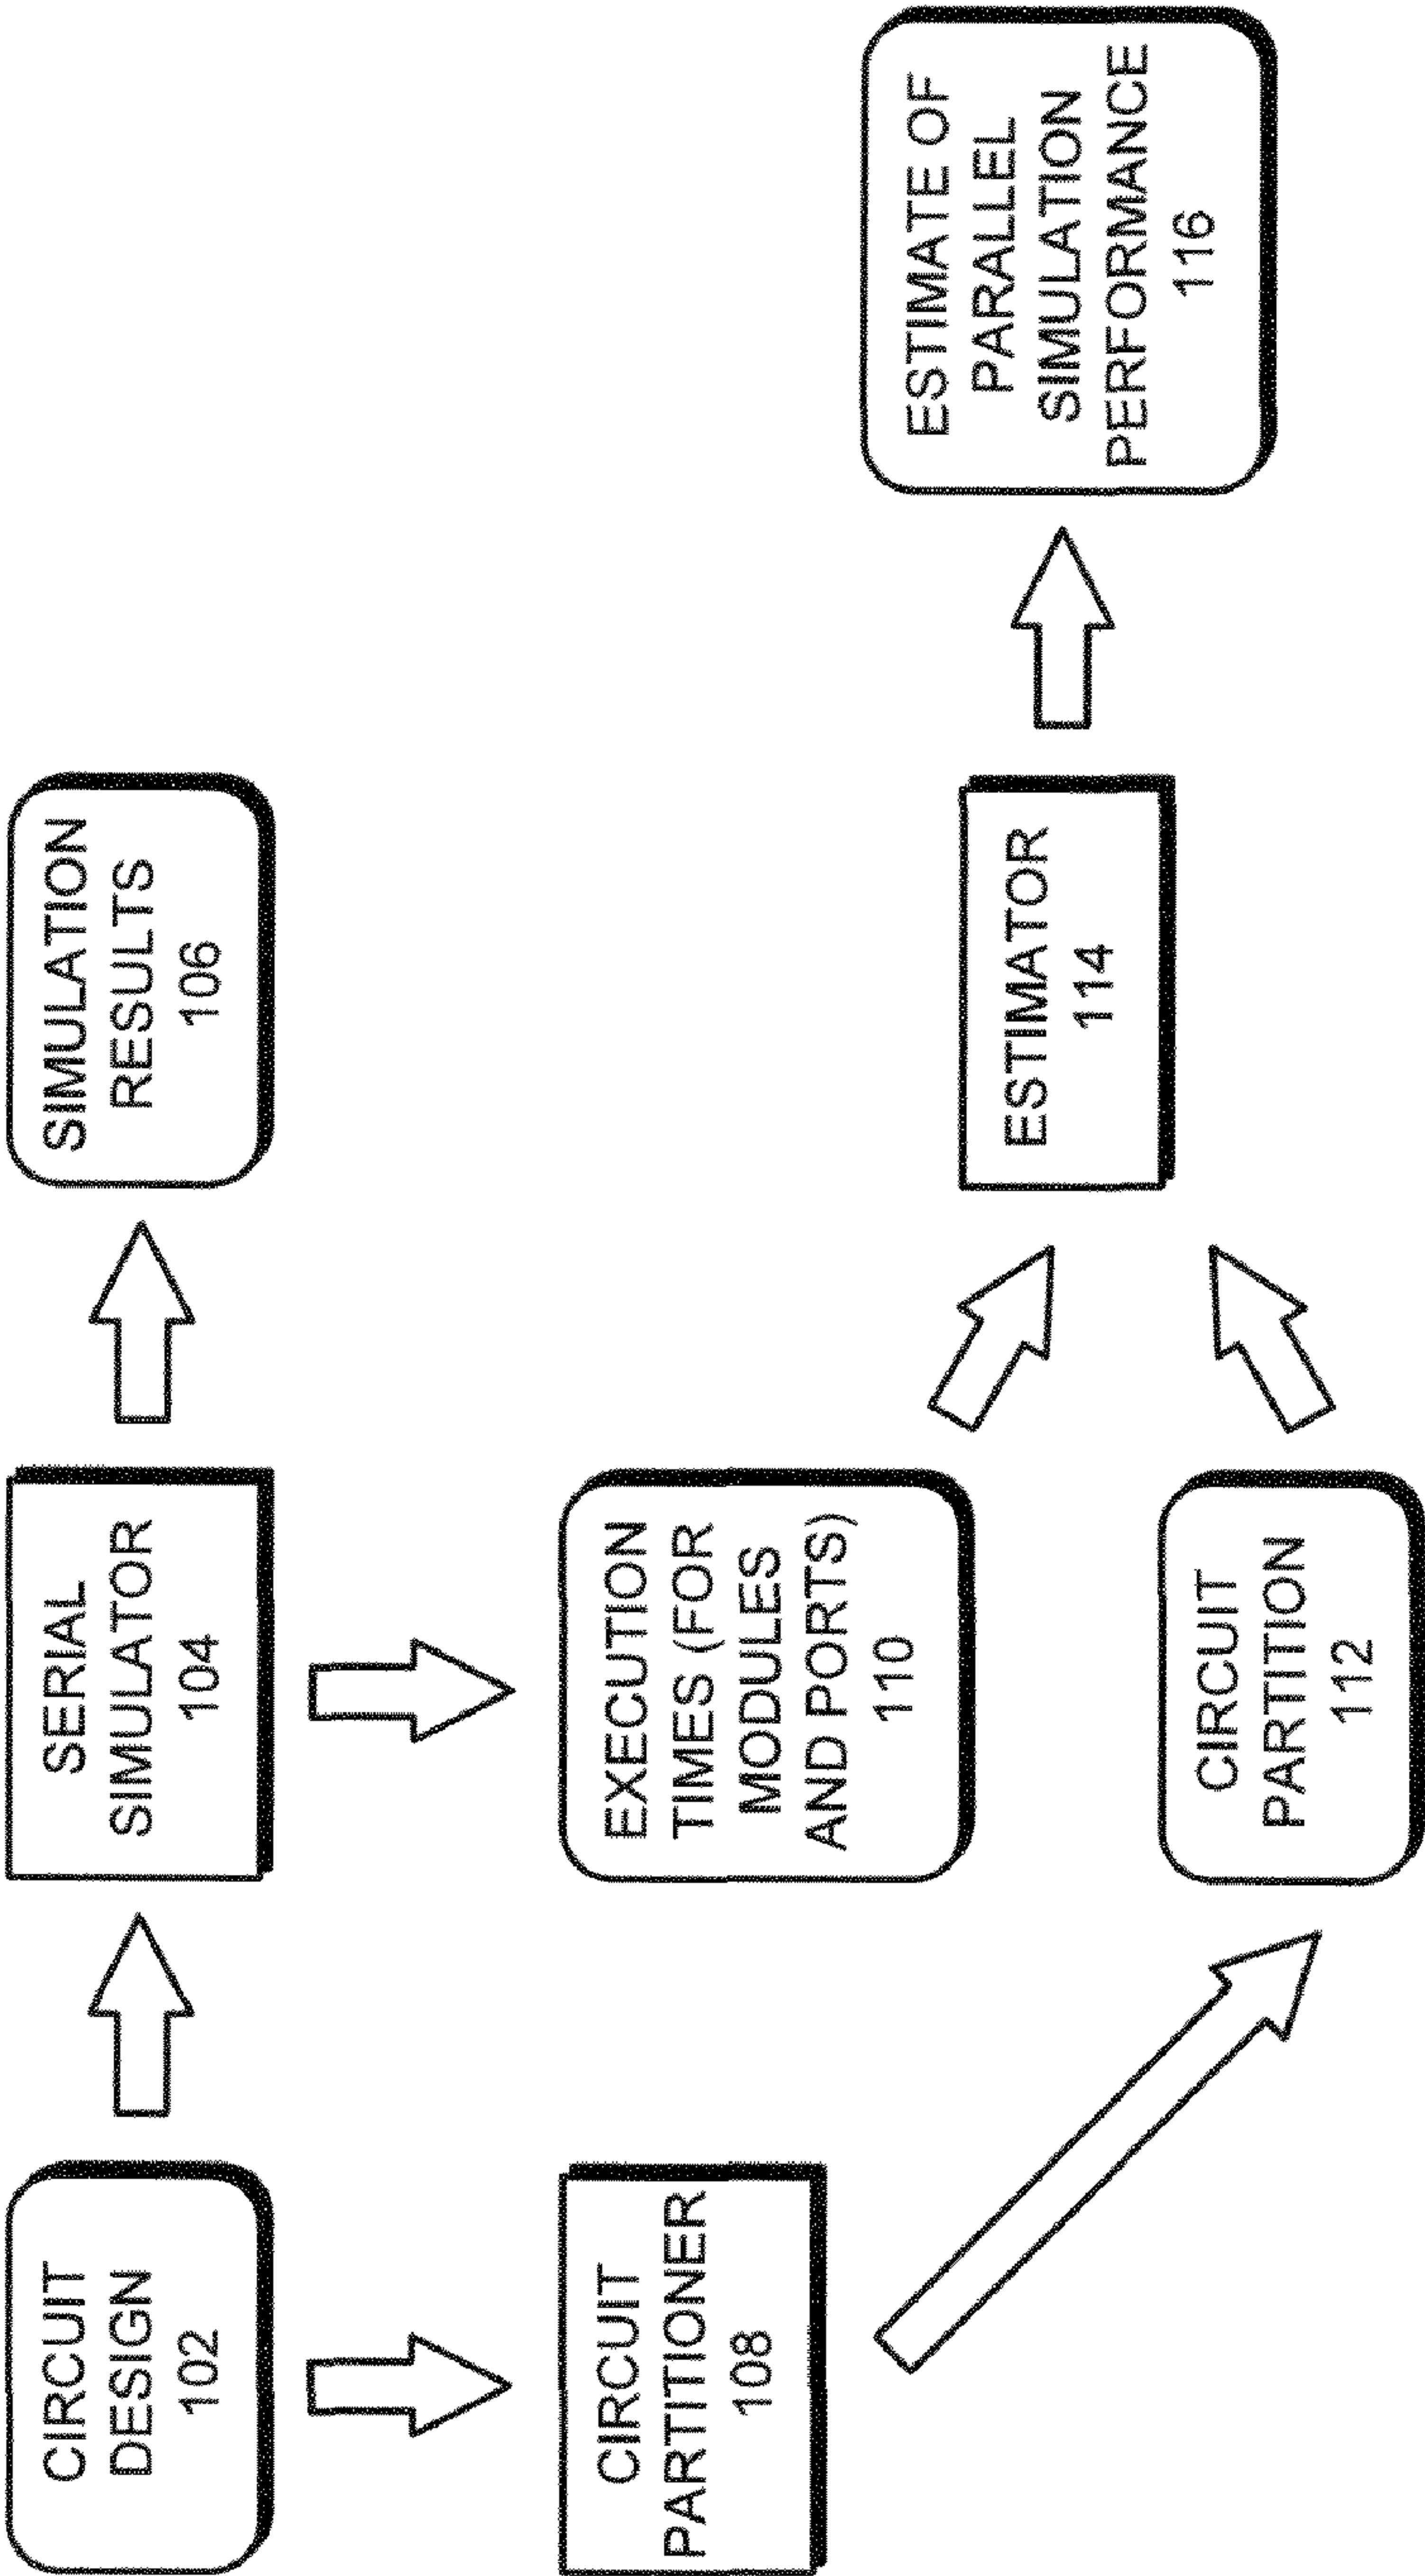 CIRCUIT
DESIGN
102
SERIAL
SIMULATOR
104
SIMULATION
RESULTS
106
CIRCUIT
PARTITIONER
108
EXECUTION
TIMES (FOR
MODULES
AND PORTS)
110
CIRCUIT
PARTITION
112
ESTIMATOR
114
ESTIMATE OF
PARALLEL
SIMULATION
PERFORMANCE
116